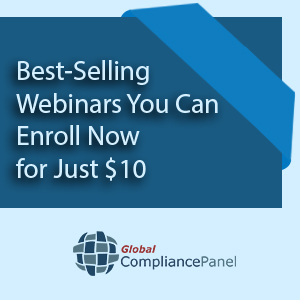 Best-Selling
Webinars You Can
Enroll Now
for Just $10
Global
CompliancePanel